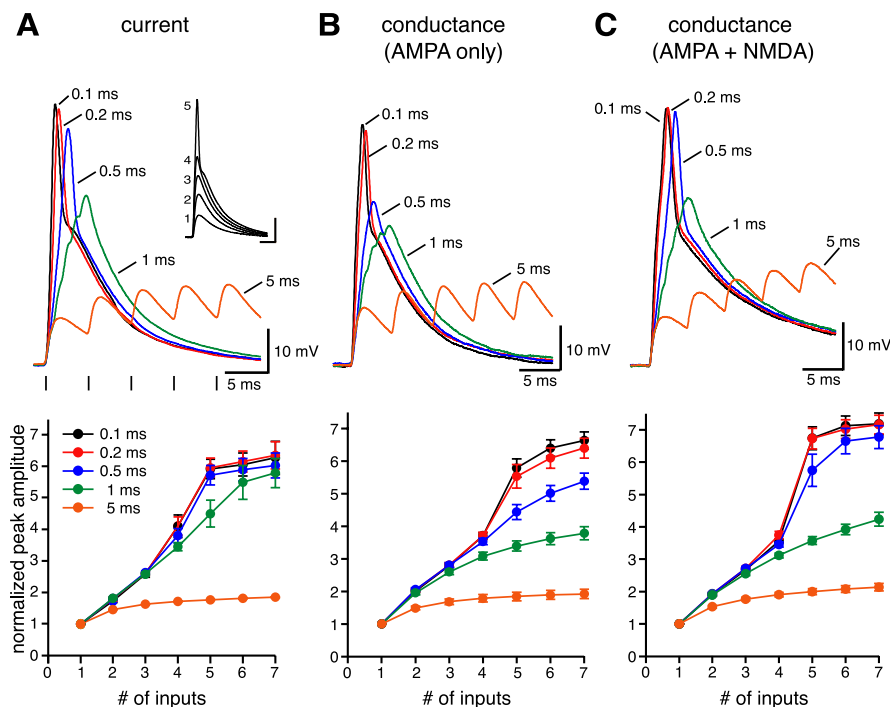 A
current
B
conductance
(AMPA only)
C
conductance
(AMPA + NMDA)
0.1 ms
0.2 ms
0.5 ms
1 ms
5 ms
5
4
3
2
1
10 mV
5 ms
0.1 ms
0.2 ms
0.5 ms
1 ms
5 ms
10 mV
5 ms
0.1 ms
0.2 ms
0.5 ms
1 ms
5 ms
10 mV
5 ms
normalized peak amplitude
7
6
5
4
3
2
1
0
0.1 ms
0.2 ms
0.5 ms
1 ms
5 ms
0 1 2 3 4 5 6 7
# of inputs
7
6
5
4
3
2
1
0
0 1 2 3 4 5 6 7
# of inputs
7
6
5
4
3
2
1
0
0 1 2 3 4 5 6 7
# of inputs